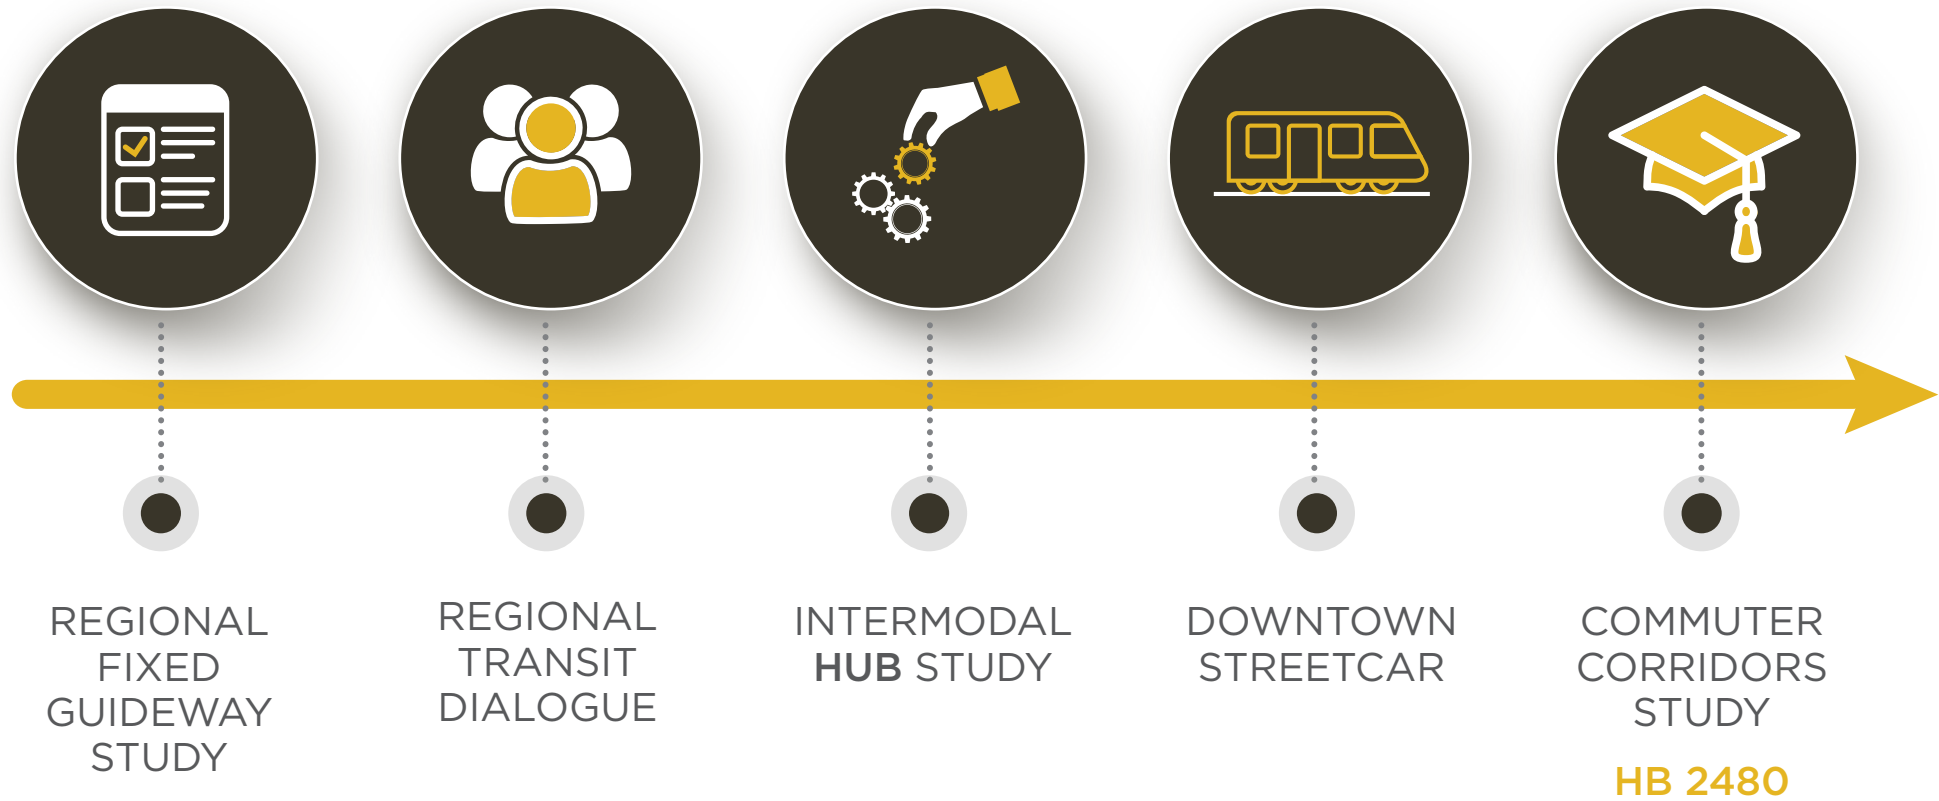 REGIONAL
FIXED
GUIDEWAY
STUDY
REGIONAL
TRANSIT
DIALOGUE
INTERMODAL
HUB STUDY
DOWNTOWN
STREETCAR
COMMUTER
CORRIDORS
STUDY
HB 2480